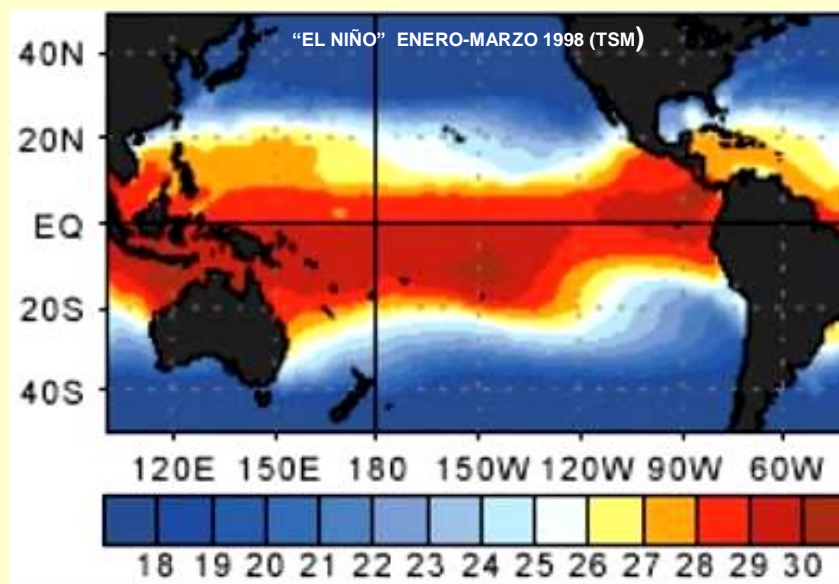 “EL NIÑO” ENERO-MARZO 1998 (TSM)
40N
20N
EQ
20S
40S
120E 150E 180 150W 120W 90W 60W
18 19 20 21 22 23 24 25 26 27 28 29 30